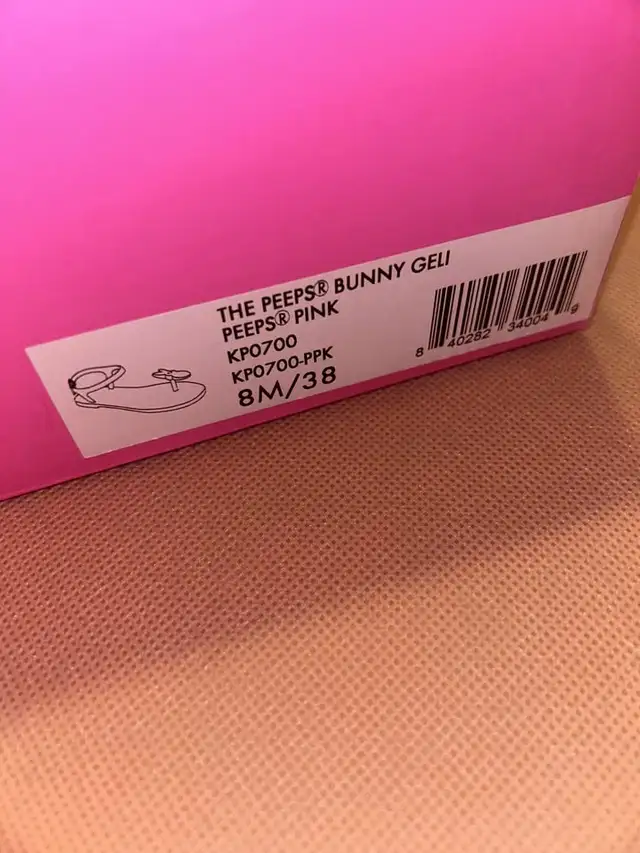 THE PEEPS® BUNNY GELI
PEEPS® PINK
KP0700
KP0700-PPK
8M/38
8 40282 34004 9